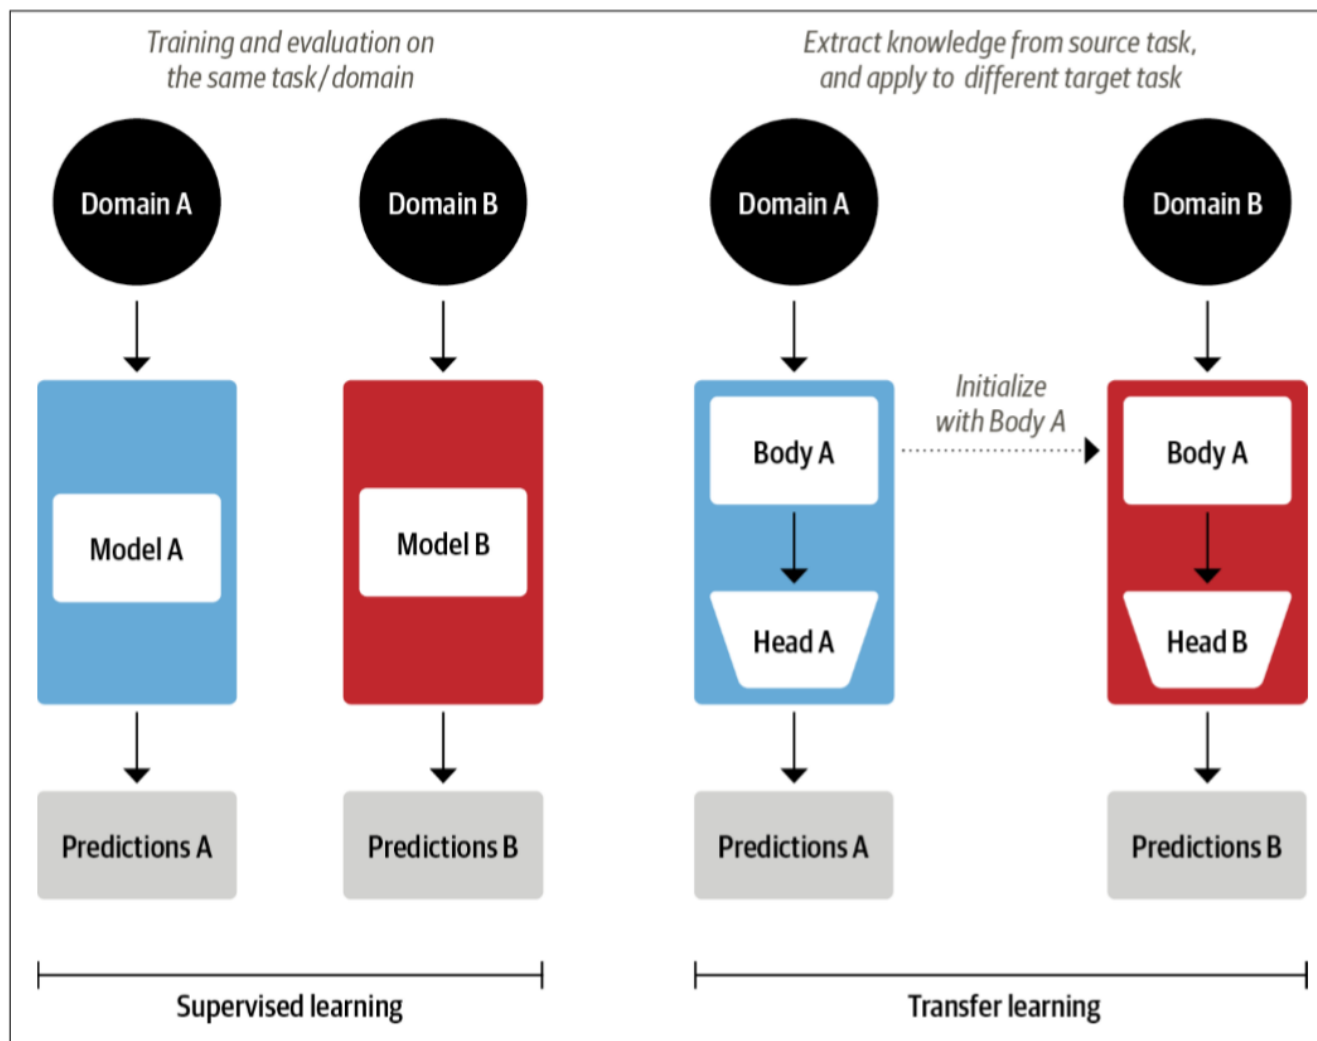 Training and evaluation on
the same task/domain
Extract knowledge from source task,
and apply to different target task
Domain A
Domain B
Domain A
Domain B
Initialize
with Body A
Body A
Body A
Model A
Model B
Head A
Head B
Predictions A
Predictions B
Predictions A
Predictions B
Supervised learning
Transfer learning